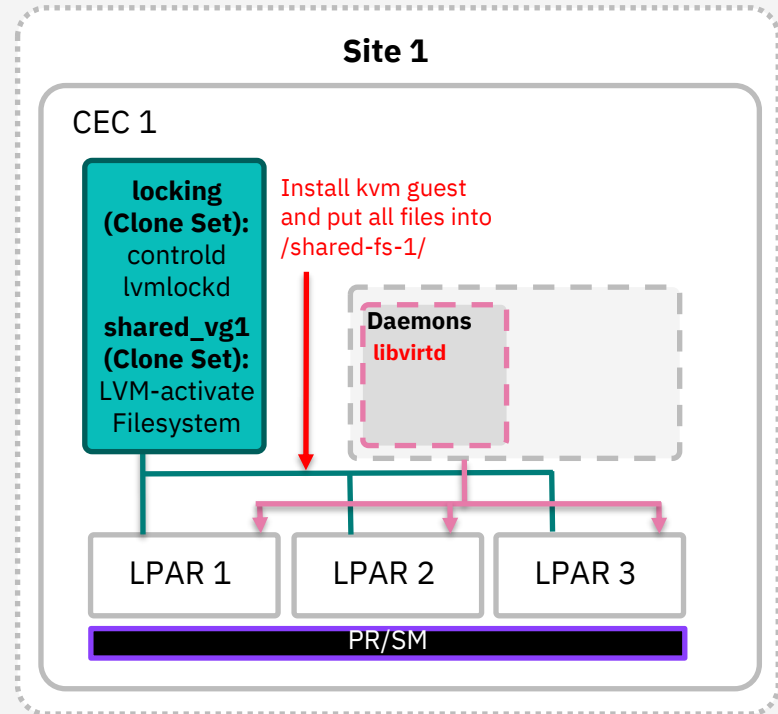 Site 1
CEC 1
locking
(Clone Set):
controld
lvmlockd
shared_vg1
(Clone Set):
LVM-activate
Filesystem
Install kvm guest
and put all files into
/shared-fs-1/
Daemons
libvirtd
LPAR 1
LPAR 2
LPAR 3
PR/SM